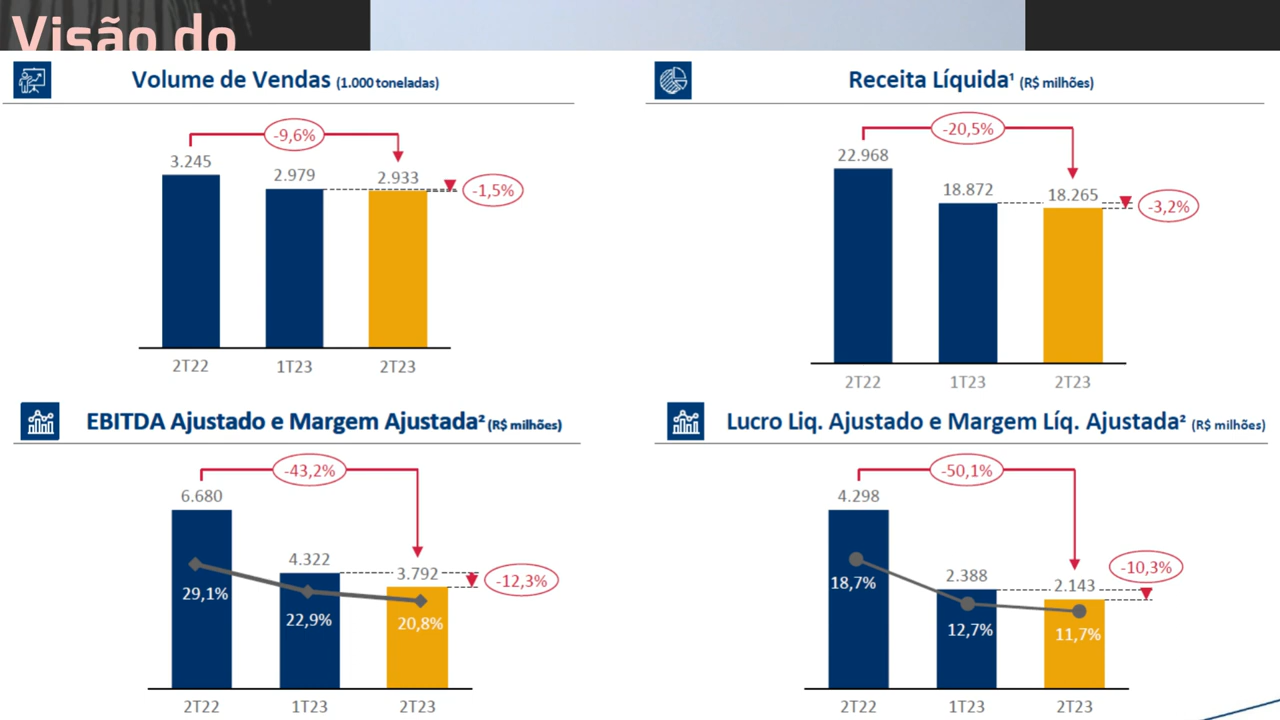 Visão do
Volume de Vendas (1.000 toneladas)
-9,6%
3.245
2.979
2.933
-1,5%
2T22
1T23
2T23
Receita Líquida¹ (R$ milhões)
-20,5%
22.968
18.872
18.265
-3,2%
2T22
1T23
2T23
EBITDA Ajustado e Margem Ajustada² (R$ milhões)
-43,2%
6.680
4.322
3.792
-12,3%
29,1%
22,9%
20,8%
2T22
1T23
2T23
Lucro Liq. Ajustado e Margem Líq. Ajustada² (R$ milhões)
-50,1%
4.298
2.388
2.143
-10,3%
18,7%
12,7%
11,7%
2T22
1T23
2T23